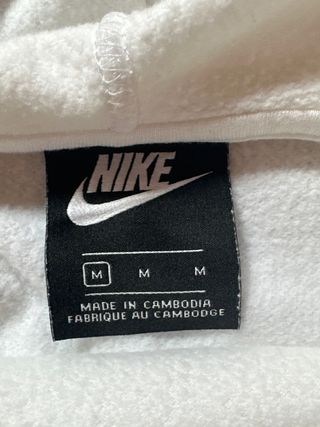 NIKE
M M M
MADE IN CAMBODIA
FABRIQUE AU CAMBODGE